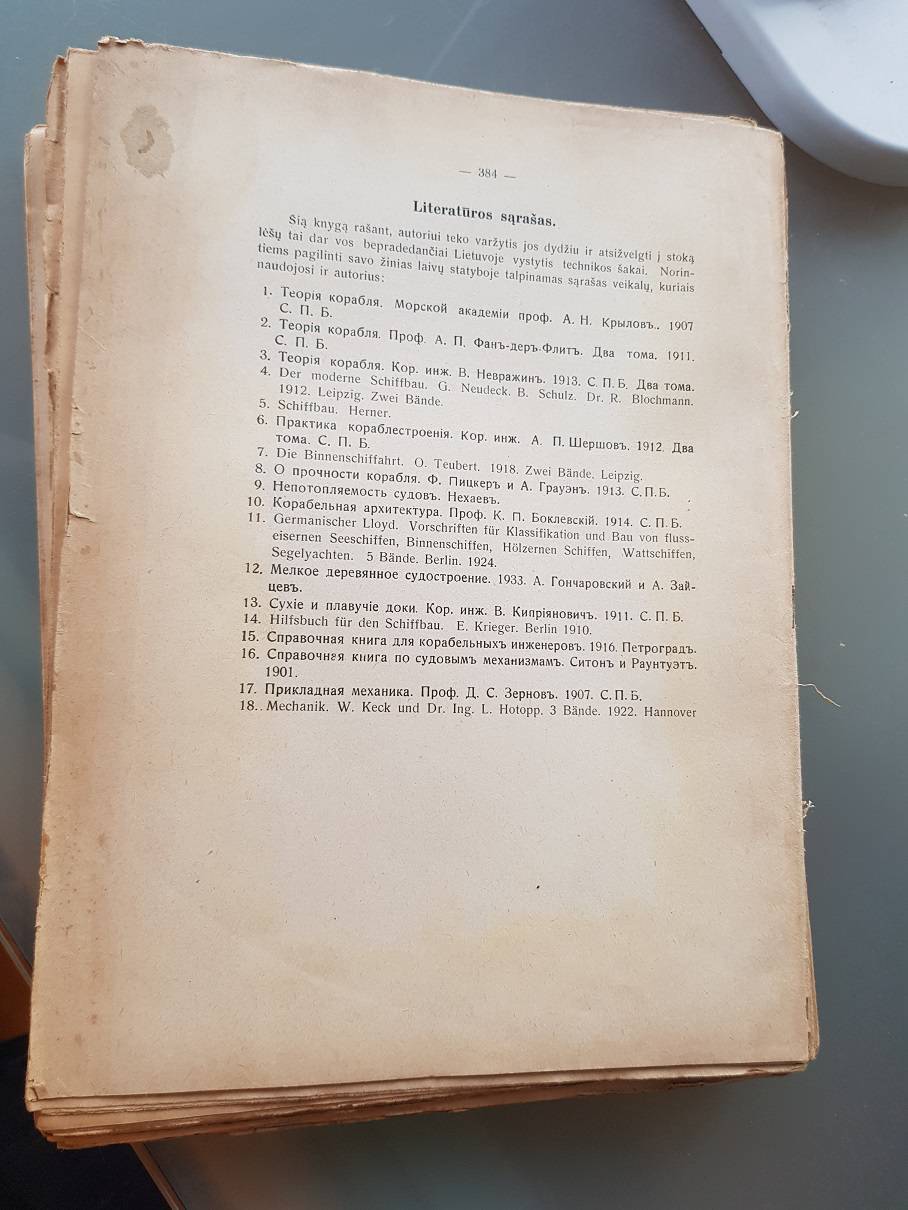 — 384 —
Literatūros sąrašas.
Šią knygą rašant, autoriui teko varžytis jos dydžiu ir atsižvelgti į stoką
lėšų tai dar vos bepradedančiai Lietuvoje vystytis technikos šakai. Norin-
tiems pagilinti savo žinias laivų statyboje talpinamas sąrašas veikalų, kuriais
naudojosi ir autorius:
1. Теорія корабля. Морской академіи проф. А. Н. Крыловъ.. 1907
С. П. Б.
2. Теорія корабля. Проф. А. П. Фанъ-деръ-Флитъ. Два тома. 1911.
С. П. Б.
3. Теорія корабля. Кор. инж. В. Невражинъ. 1913. С. П. Б. Два тома.
4. Der moderne Schiffbau. G. Neudeck. B. Schulz. Dr. R. Blochmann.
1912. Leipzig. Zwei Bände.
5. Schiffbau. Herner.
6. Практика кораблестроенія. Кор. инж. А. П. Шершовъ. 1912. Два
тома. С. П. Б.
7. Die Binnenschiffahrt. O. Teubert. 1918. Zwei Bände. Leipzig.
8. О прочности корабля. Ф. Пицкеръ и А. Грауэнъ. 1913. С. П. Б.
9. Непотопляемость судовъ. Нехаевъ.
10. Корабельная архитектура. Проф. К. П. Боклевскій. 1914. С. П. Б.
11. Germanischer Lloyd. Vorschriften für Klassifikation und Bau von fluss-
eisernen Seeschiffen, Binnenschiffen, Hölzernen Schiffen, Wattschiffen,
Segelyachten. 5 Bände. Berlin. 1924.
12. Мелкое деревянное судостроение. 1933. А. Гончаровский и А. Зай-
цевъ.
13. Сухіе и плавучіе доки. Кор. инж. В. Кипріяновичъ. 1911. С. П. Б.
14. Hilfsbuch für den Schiffbau. E. Krieger. Berlin 1910.
15. Справочная книга для корабельныхъ инженеровъ. 1916. Петроградъ.
16. Справочная книга по судовымъ механизмамъ. Ситонъ и Раунтуэтъ.
1901.
17. Прикладная механика. Проф. Д. С. Зерновъ. 1907. С. П. Б.
18.. Mechanik. W. Keck und Dr. Ing. L. Hotopp. 3 Bände. 1922. Hannover